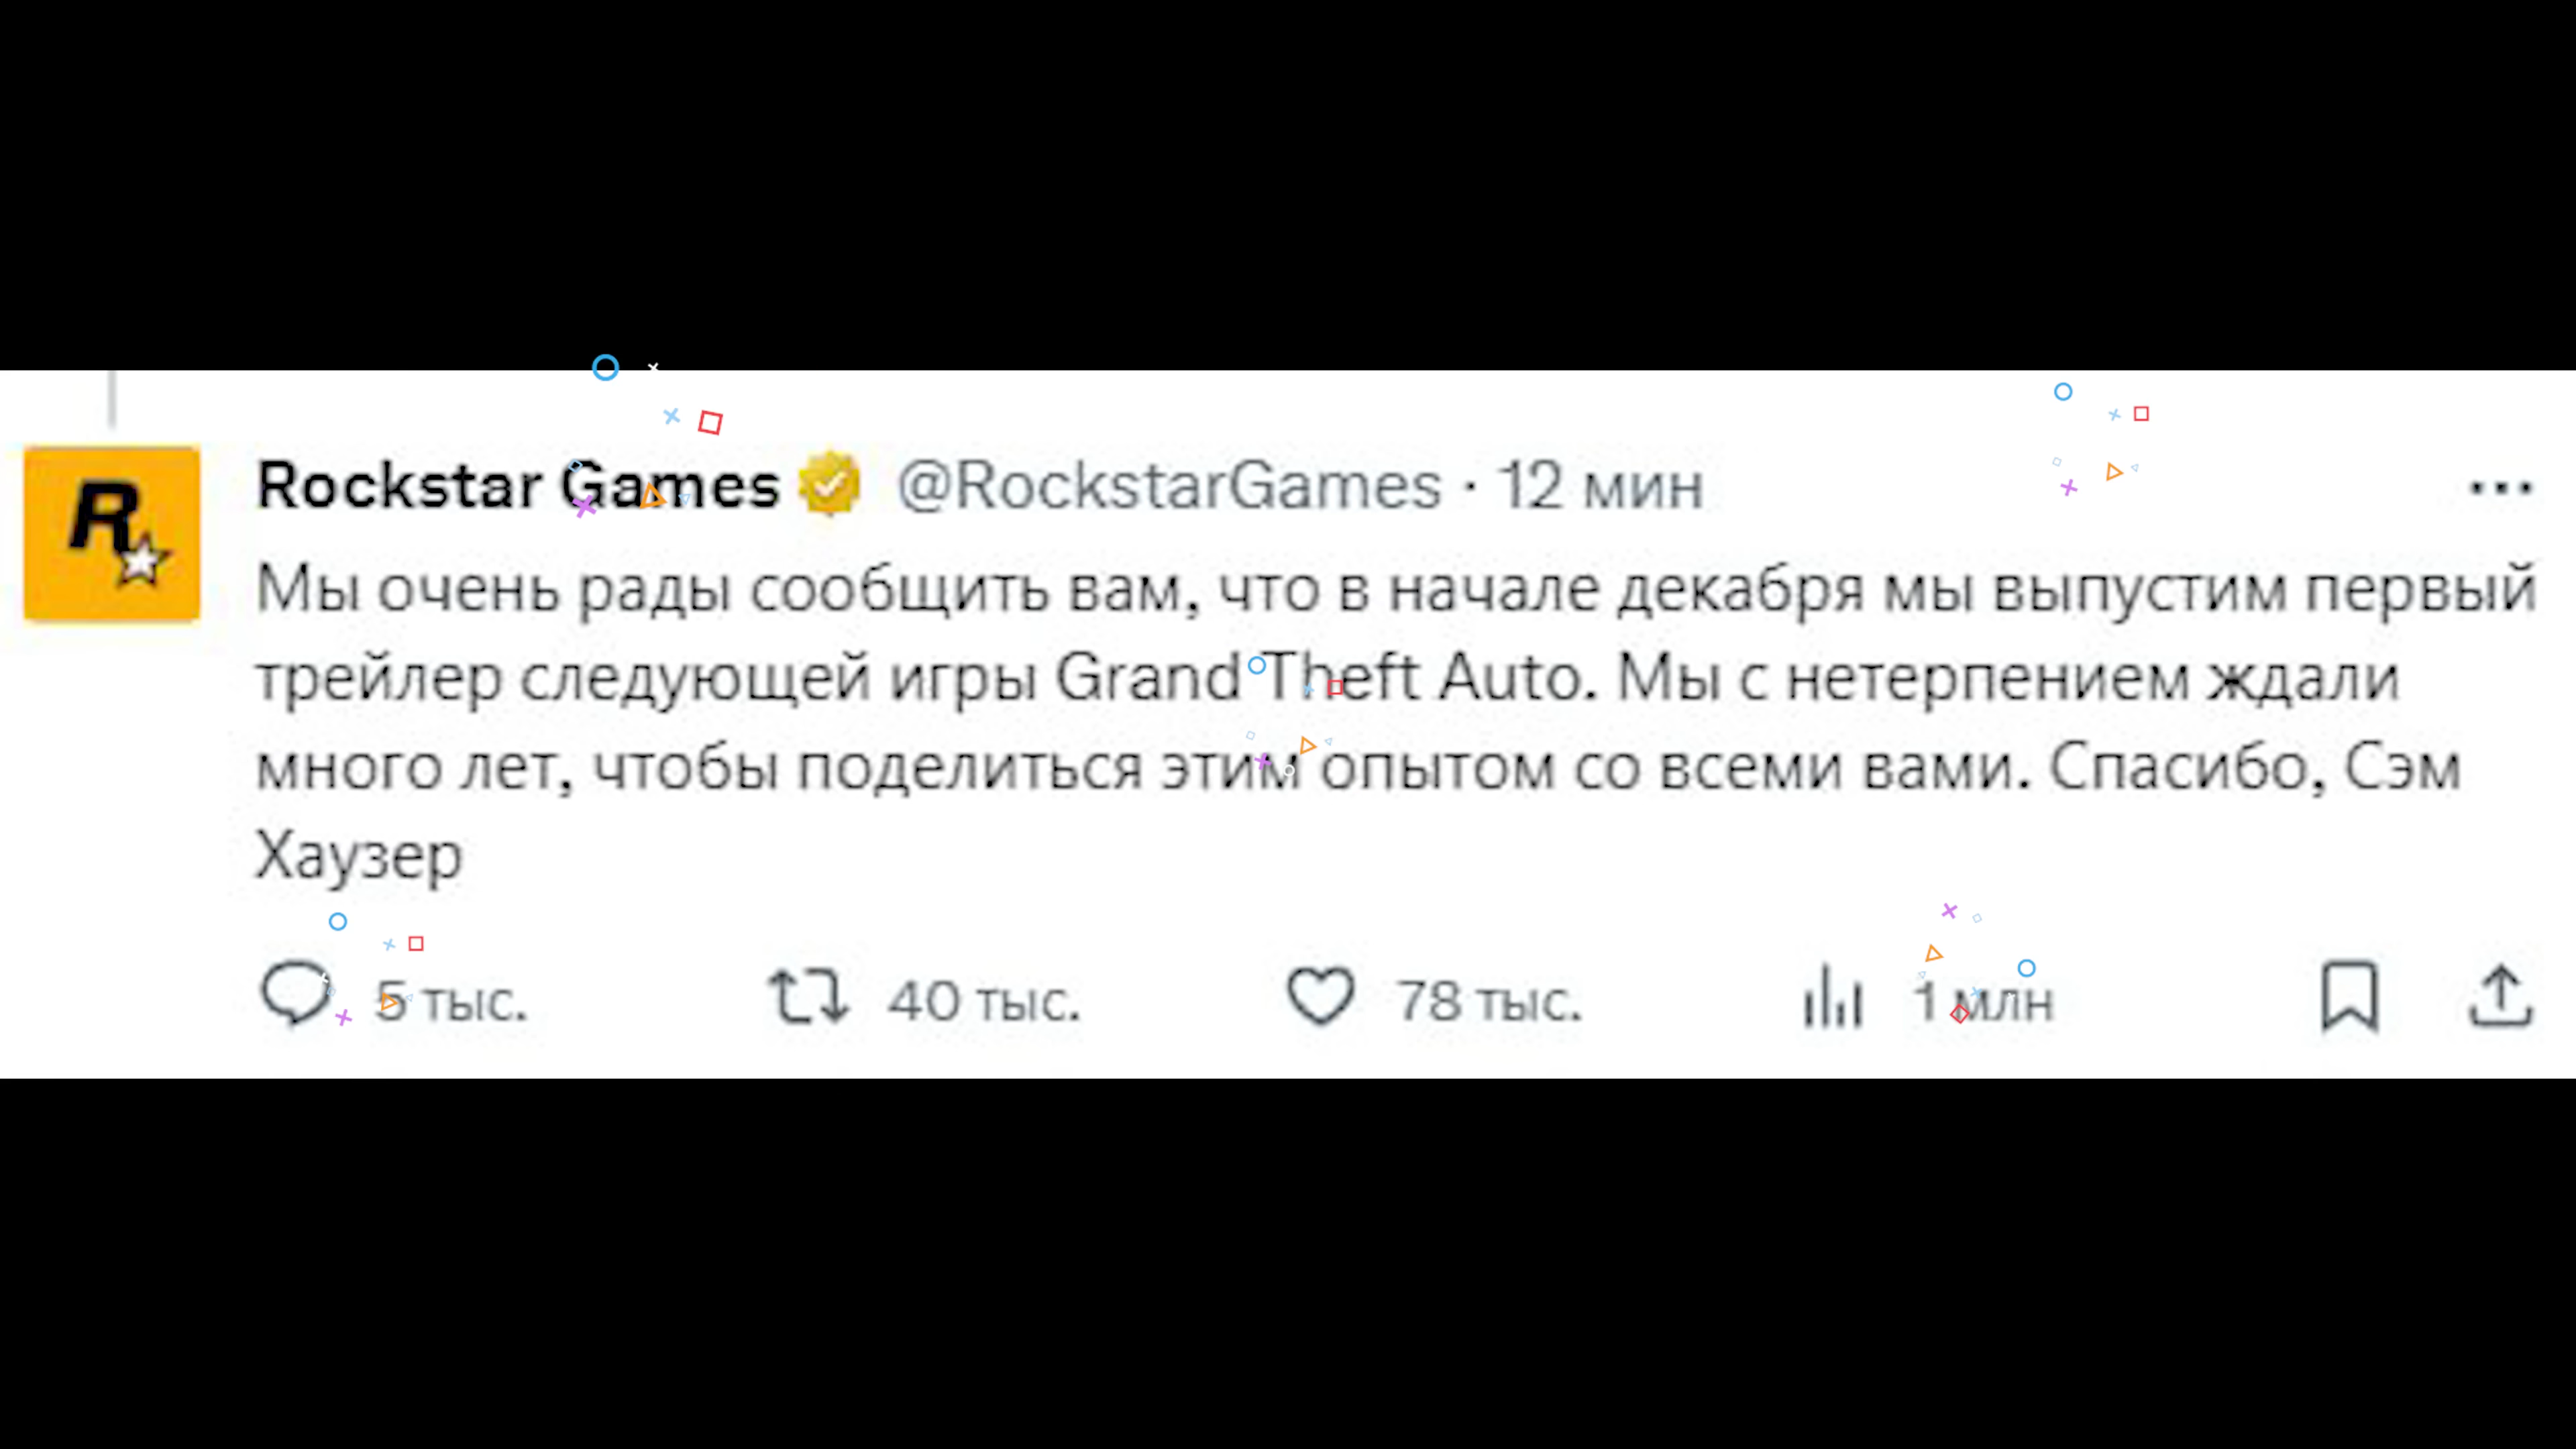 Rockstar Games @RockstarGames · 12 мин
Мы очень рады сообщить вам, что в начале декабря мы выпустим первый
трейлер следующей игры Grand Theft Auto. Мы с нетерпением ждали
много лет, чтобы поделиться этим опытом со всеми вами. Спасибо, Сэм
Хаузер
5 тыс. 40 тыс. 78 тыс. 1 млн